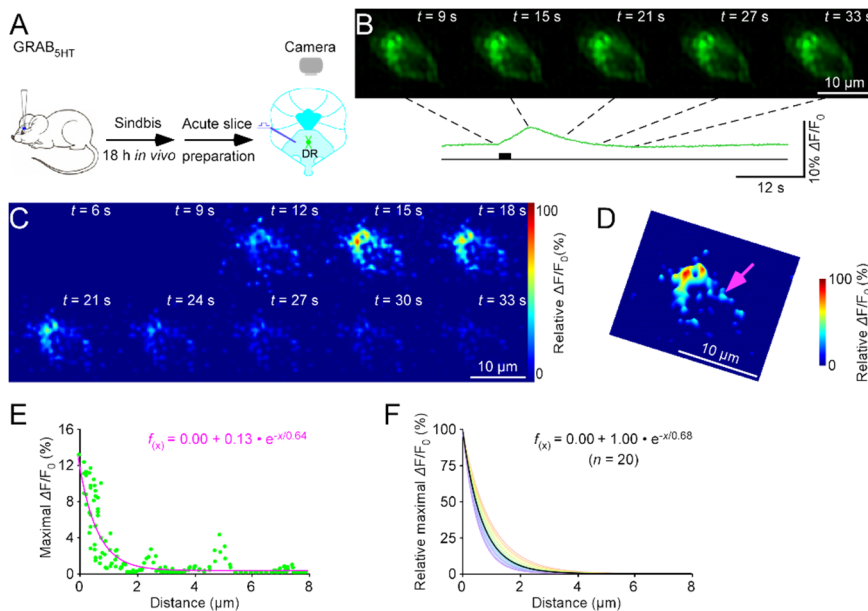 A
GRAB5HT
Camera
Sindbis
18 h in vivo
Acute slice
preparation
DR
B
t = 9 s
t = 15 s
t = 21 s
t = 27 s
t = 33 s
10 μm
10% ΔF/F0
12 s
C
t = 6 s
t = 9 s
t = 12 s
t = 15 s
t = 18 s
t = 21 s
t = 24 s
t = 27 s
t = 30 s
t = 33 s
10 μm
100
0
Relative ΔF/F0 (%)
D
10 μm
100
0
Relative ΔF/F0 (%)
E
f(x) = 0.00 + 0.13 • e-x/0.64
Maximal ΔF/F0 (%)
16
12
8
4
0
0
2
4
6
8
Distance (μm)
F
f(x) = 0.00 + 1.00 • e-x/0.68
(n = 20)
Relative maximal ΔF/F0 (%)
100
75
50
25
0
0
2
4
6
8
Distance (μm)